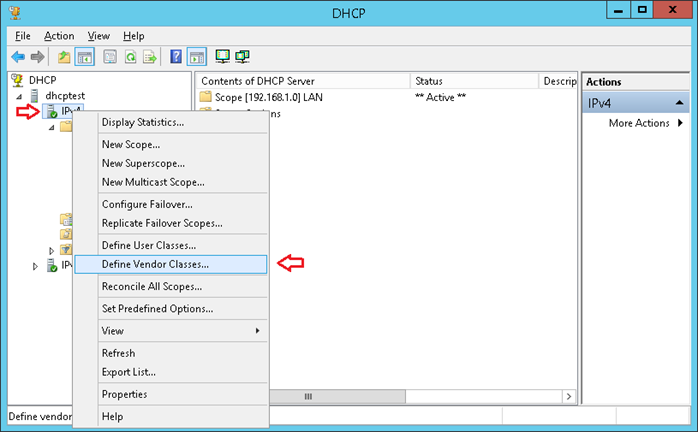 DHCP
File Action View Help
DHCP
dhcptest
IPv4
Contents of DHCP Server Status Descrip
Scope [192.168.1.0] LAN ** Active **
Actions
IPv4
More Actions
Display Statistics...
New Scope...
New Superscope...
New Multicast Scope...
Configure Failover...
Replicate Failover Scopes...
Define User Classes...
Define Vendor Classes...
Reconcile All Scopes...
Set Predefined Options...
View
Refresh
Export List...
Properties
Help
Define vendor